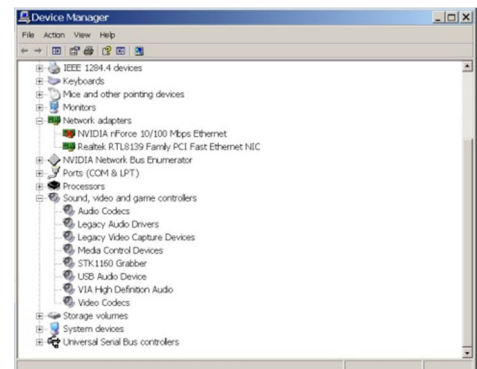 Device Manager
File Action View Help
IEEE 1284.4 devices
Keyboards
Mice and other pointing devices
Monitors
Network adapters
NVIDIA nForce 10/100 Mbps Ethernet
Realtek RTL8139 Family PCI Fast Ethernet NIC
NVIDIA Network Bus Enumerator
Ports (COM & LPT)
Processors
Sound, video and game controllers
Audio Codecs
Legacy Audio Drivers
Legacy Video Capture Devices
Media Control Devices
STK1160 Grabber
USB Audio Device
VIA High Definition Audio
Video Codecs
Storage volumes
System devices
Universal Serial Bus controllers